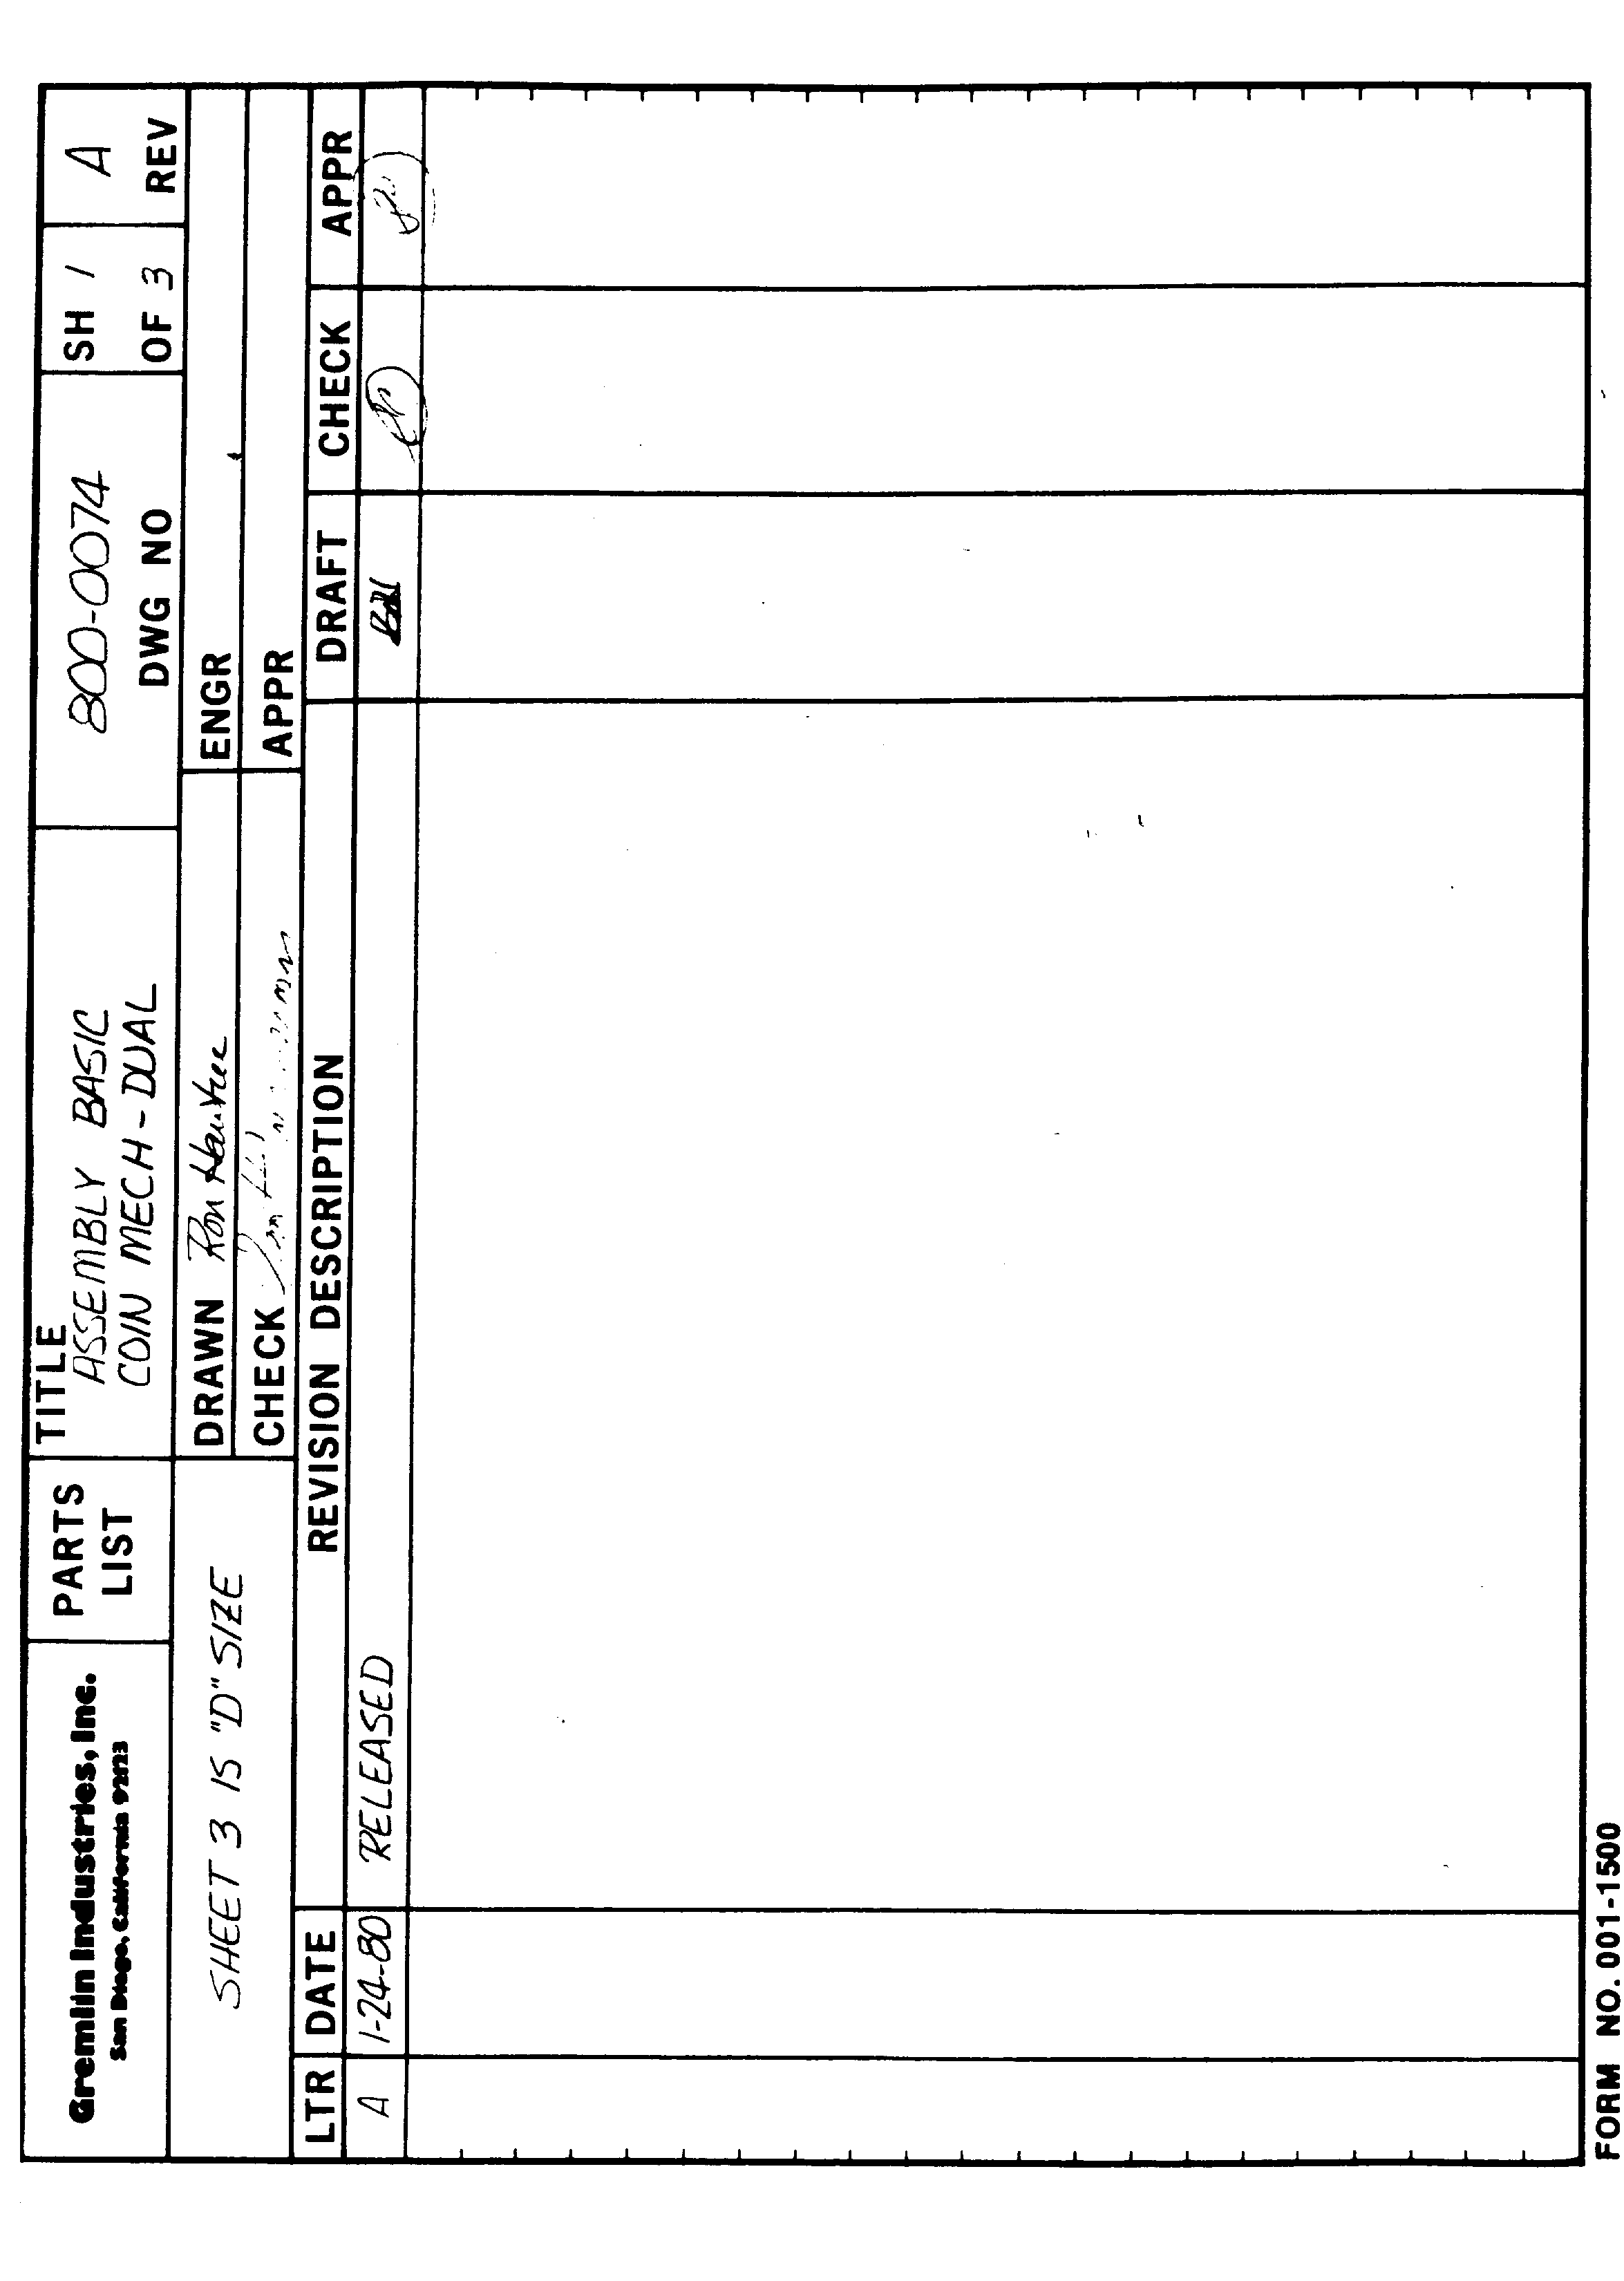 Gremlin Industries, Inc.
San Diego, California 92123
PARTS
LIST
TITLE
ASSEMBLY BASIC
COIN MECH-DUAL
800-0074
DWG NO
SH 1
OF 3
A
REV
SHEET 3 IS "D" SIZE
DRAWN Ron
ENGR
CHECK
APPR
LTR DATE REVISION DESCRIPTION DRAFT CHECK APPR
A 1-24-80 RELEASED
FORM NO. 001-1500